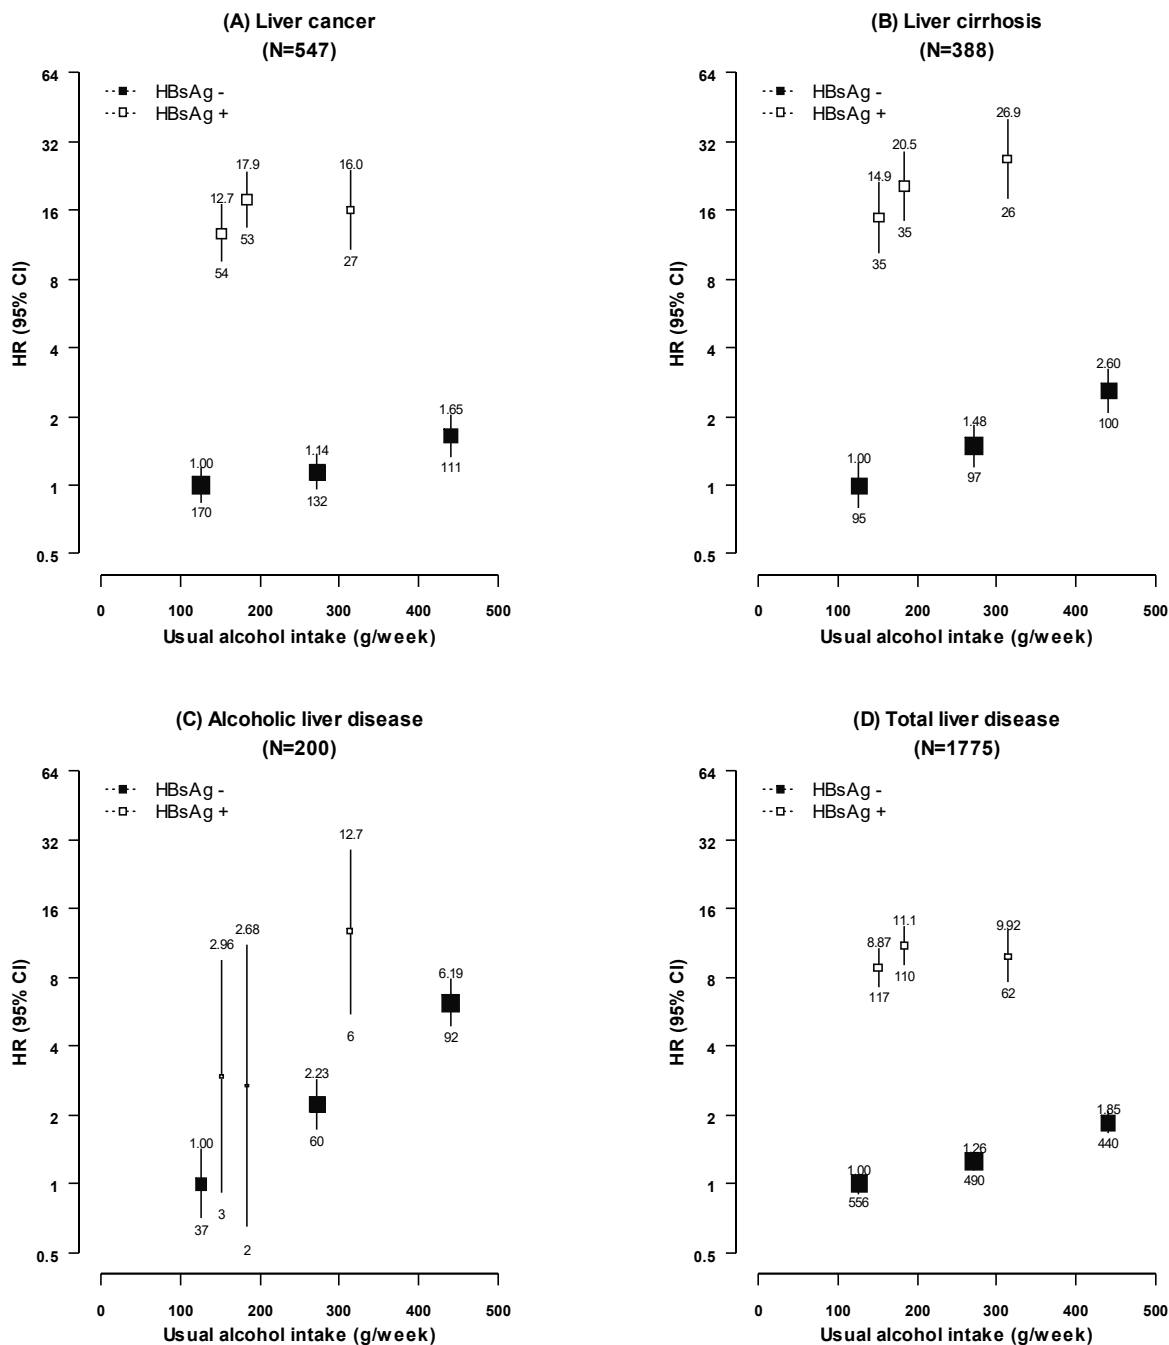 (A) Liver cancer
(N=547)
64
32
16
8
4
2
1
0.5
HR (95% CI)
HBsAg -
HBsAg +
12.7
54
17.9
53
16.0
27
1.00
170
1.14
132
1.65
111
0 100 200 300 400 500
Usual alcohol intake (g/week)
(B) Liver cirrhosis
(N=388)
64
32
16
8
4
2
1
0.5
HR (95% CI)
HBsAg -
HBsAg +
14.9
35
20.5
35
26.9
26
1.00
95
1.48
97
2.60
100
0 100 200 300 400 500
Usual alcohol intake (g/week)
(C) Alcoholic liver disease
(N=200)
64
32
16
8
4
2
1
0.5
HR (95% CI)
HBsAg -
HBsAg +
2.96
3
2.68
2
12.7
6
1.00
37
2.23
60
6.19
92
0 100 200 300 400 500
Usual alcohol intake (g/week)
(D) Total liver disease
(N=1775)
64
32
16
8
4
2
1
0.5
HR (95% CI)
HBsAg -
HBsAg +
8.87
117
11.1
110
9.92
62
1.00
556
1.26
490
1.85
440
0 100 200 300 400 500
Usual alcohol intake (g/week)